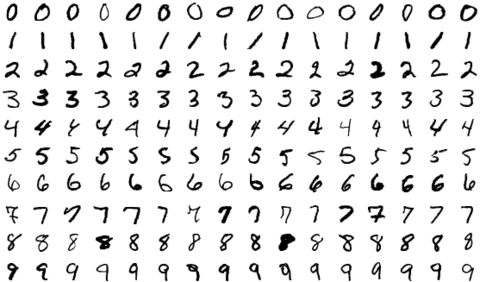 0 0 0 0 0 0 0 0 0 0 0 0 0 0 0 0
1 1 1 1 1 1 1 1 1 1 1 1 1 1 1 1
2 2 2 2 2 2 2 2 2 2 2 2 2 2 2 2
3 3 3 3 3 3 3 3 3 3 3 3 3 3 3 3
4 4 4 4 4 4 4 4 4 4 4 4 4 4 4 4
5 5 5 5 5 5 5 5 5 5 5 5 5 5 5 5
6 6 6 6 6 6 6 6 6 6 6 6 6 6 6 6
7 7 7 7 7 7 7 7 7 7 7 7 7 7 7 7
8 8 8 8 8 8 8 8 8 8 8 8 8 8 8 8
9 9 9 9 9 9 9 9 9 9 9 9 9 9 9 9